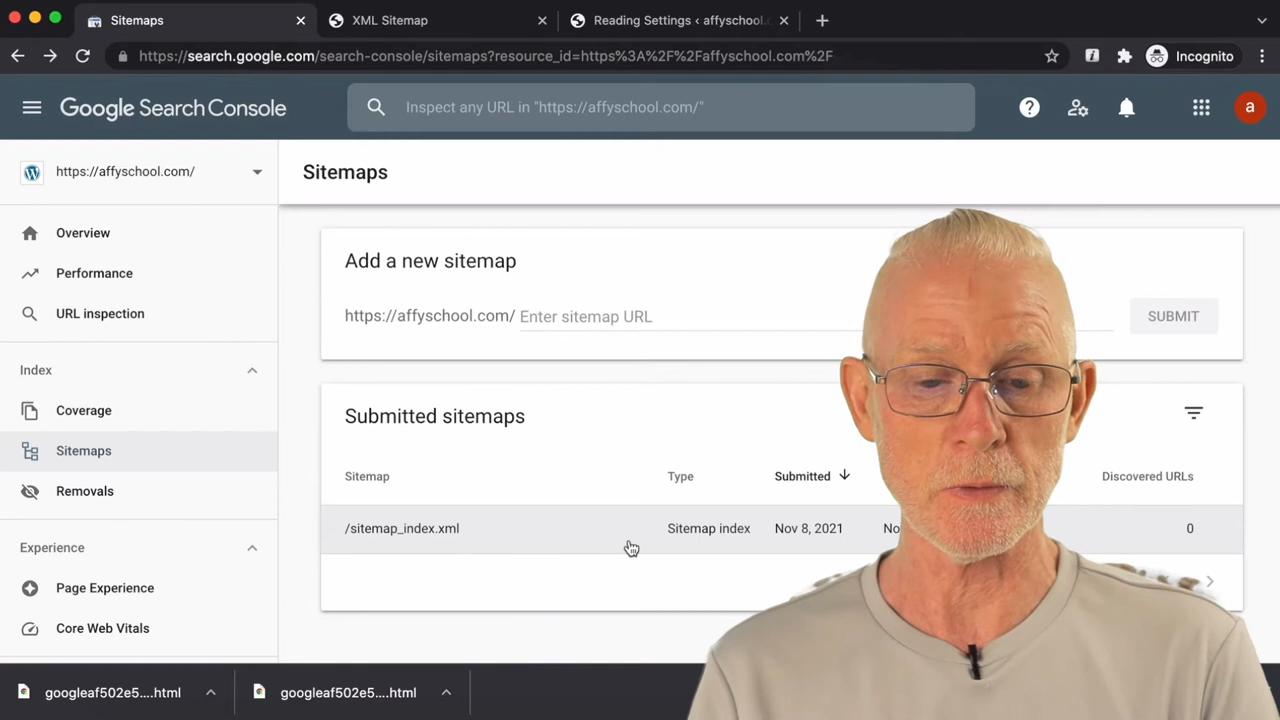 Sitemaps
XML Sitemap
Reading Settings ‹ affyschool.
https://search.google.com/search-console/sitemaps?resource_id=https%3A%2F%2Faffyschool.com%2F
Incognito
Google Search Console
Inspect any URL in "https://affyschool.com/"
a
https://affyschool.com/
Sitemaps
Overview
Performance
URL inspection
Index
Coverage
Sitemaps
Removals
Experience
Page Experience
Core Web Vitals
Add a new sitemap
https://affyschool.com/ Enter sitemap URL
SUBMIT
Submitted sitemaps
Sitemap Type Submitted Discovered URLs
/sitemap_index.xml Sitemap index Nov 8, 2021 No 0
googleaf502e5....html
googleaf502e5....html